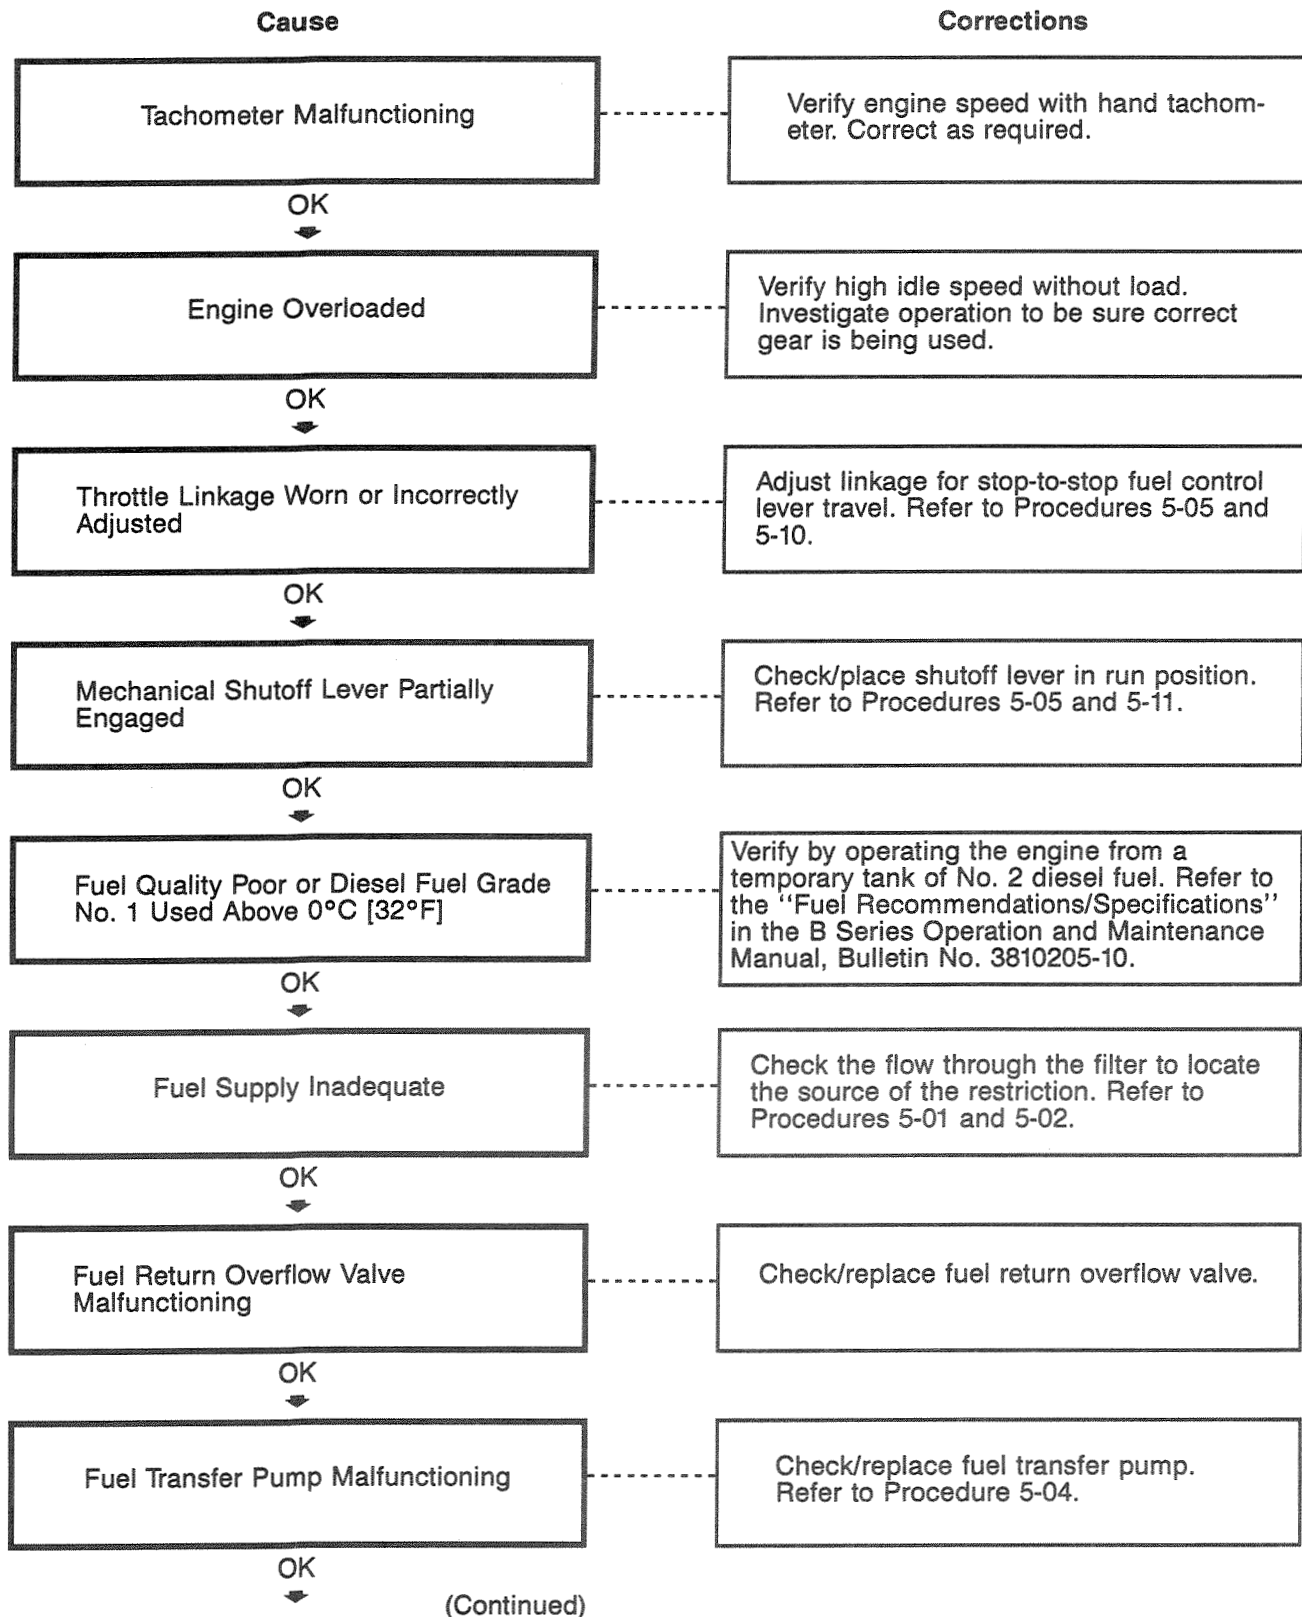 Cause
Corrections
Tachometer Malfunctioning
Verify engine speed with hand tachom-
eter. Correct as required.
OK
Engine Overloaded
Verify high idle speed without load.
Investigate operation to be sure correct
gear is being used.
OK
Throttle Linkage Worn or Incorrectly
Adjusted
Adjust linkage for stop-to-stop fuel control
lever travel. Refer to Procedures 5-05 and
5-10.
OK
Mechanical Shutoff Lever Partially
Engaged
Check/place shutoff lever in run position.
Refer to Procedures 5-05 and 5-11.
OK
Fuel Quality Poor or Diesel Fuel Grade
No. 1 Used Above 0°C [32°F]
Verify by operating the engine from a
temporary tank of No. 2 diesel fuel. Refer to
the "Fuel Recommendations/Specifications"
in the B Series Operation and Maintenance
Manual, Bulletin No. 3810205-10.
OK
Fuel Supply Inadequate
Check the flow through the filter to locate
the source of the restriction. Refer to
Procedures 5-01 and 5-02.
OK
Fuel Return Overflow Valve
Malfunctioning
Check/replace fuel return overflow valve.
OK
Fuel Transfer Pump Malfunctioning
Check/replace fuel transfer pump.
Refer to Procedure 5-04.
OK
(Continued)